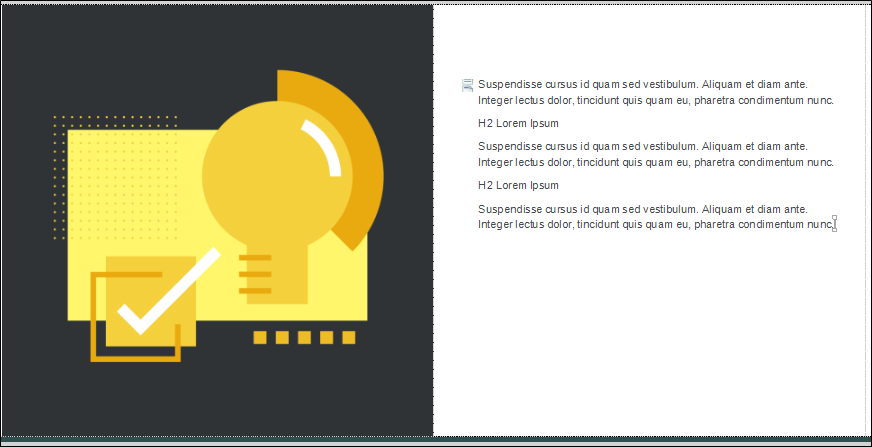 Suspendisse cursus id quam sed vestibulum. Aliquam et diam ante.
Integer lectus dolor, tincidunt quis quam eu, pharetra condimentum nunc.
H2 Lorem Ipsum
Suspendisse cursus id quam sed vestibulum. Aliquam et diam ante.
Integer lectus dolor, tincidunt quis quam eu, pharetra condimentum nunc.
H2 Lorem Ipsum
Suspendisse cursus id quam sed vestibulum. Aliquam et diam ante.
Integer lectus dolor, tincidunt quis quam eu, pharetra condimentum nunc.